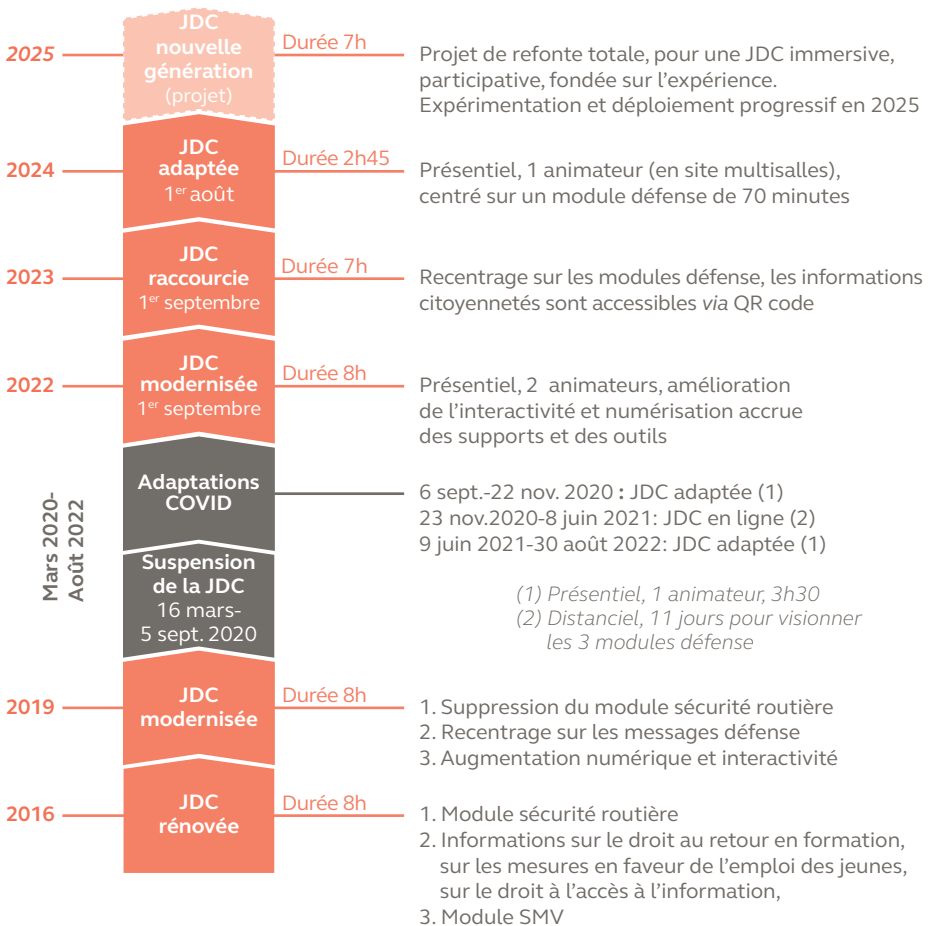 2025
JDC
nouvelle
génération
(projet)
Durée 7h
Projet de refonte totale, pour une JDC immersive,
participative, fondée sur l'expérience.
Expérimentation et déploiement progressif en 2025
2024
JDC
adaptée
1er août
Durée 2h45
Présentiel, 1 animateur (en site multisalles),
centré sur un module défense de 70 minutes
2023
JDC
raccourcie
1er septembre
Durée 7h
Recentrage sur les modules défense, les informations
citoyennetés sont accessibles via QR code
2022
JDC
modernisée
1er septembre
Durée 8h
Présentiel, 2 animateurs, amélioration
de l'interactivité et numérisation accrue
des supports et des outils
Mars 2020-
Août 2022
Adaptations
COVID
6 sept.-22 nov. 2020 : JDC adaptée (1)
23 nov.2020-8 juin 2021: JDC en ligne (2)
9 juin 2021-30 août 2022: JDC adaptée (1)
Suspension
de la JDC
16 mars-
5 sept. 2020
(1) Présentiel, 1 animateur, 3h30
(2) Distanciel, 11 jours pour visionner
les 3 modules défense
2019
JDC
modernisée
Durée 8h
1. Suppression du module sécurité routière
2. Recentrage sur les messages défense
3. Augmentation numérique et interactivité
2016
JDC
rénovée
Durée 8h
1. Module sécurité routière
2. Informations sur le droit au retour en formation,
sur les mesures en faveur de l'emploi des jeunes,
sur le droit à l'accès à l'information,
3. Module SMV